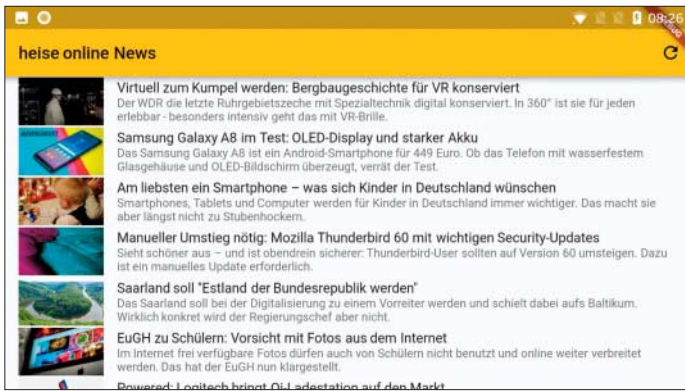 08:26
heise online News
Virtuell zum Kumpel werden: Bergbaugeschichte für VR konserviert
Der WDR die letzte Ruhrgebietszeche mit Spezialtechnik digital konserviert. In 360° ist sie für jeden
erlebbar - besonders intensiv geht das mit VR-Brille.
Samsung Galaxy A8 im Test: OLED-Display und starker Akku
Das Samsung Galaxy A8 ist ein Android-Smartphone für 449 Euro. Ob das Telefon mit wasserfestem
Glasgehäuse und OLED-Bildschirm überzeugt, verrät der Test.
Am liebsten ein Smartphone – was sich Kinder in Deutschland wünschen
Smartphones, Tablets und Computer werden für Kinder in Deutschland immer wichtiger. Das macht sie
aber längst nicht zu Stubenhockern.
Manueller Umstieg nötig: Mozilla Thunderbird 60 mit wichtigen Security-Updates
Sieht schöner aus – und ist obendrein sicherer: Thunderbird-User sollten auf Version 60 umsteigen. Dazu
ist ein manuelles Update erforderlich.
Saarland soll "Estland der Bundesrepublik werden"
Das Saarland soll bei der Digitalisierung zu einem Vorreiter werden und schielt dabei aufs Baltikum.
Wirklich konkret wird der Regierungschef aber nicht.
EuGH zu Schülern: Vorsicht mit Fotos aus dem Internet
Im Internet frei verfügbare Fotos dürfen auch von Schülern nicht benutzt und online weiter verbreitet
werden. Das hat der EuGH nun klargestellt.
Powered: Logitech bringt Qi-Ladestation auf den Markt